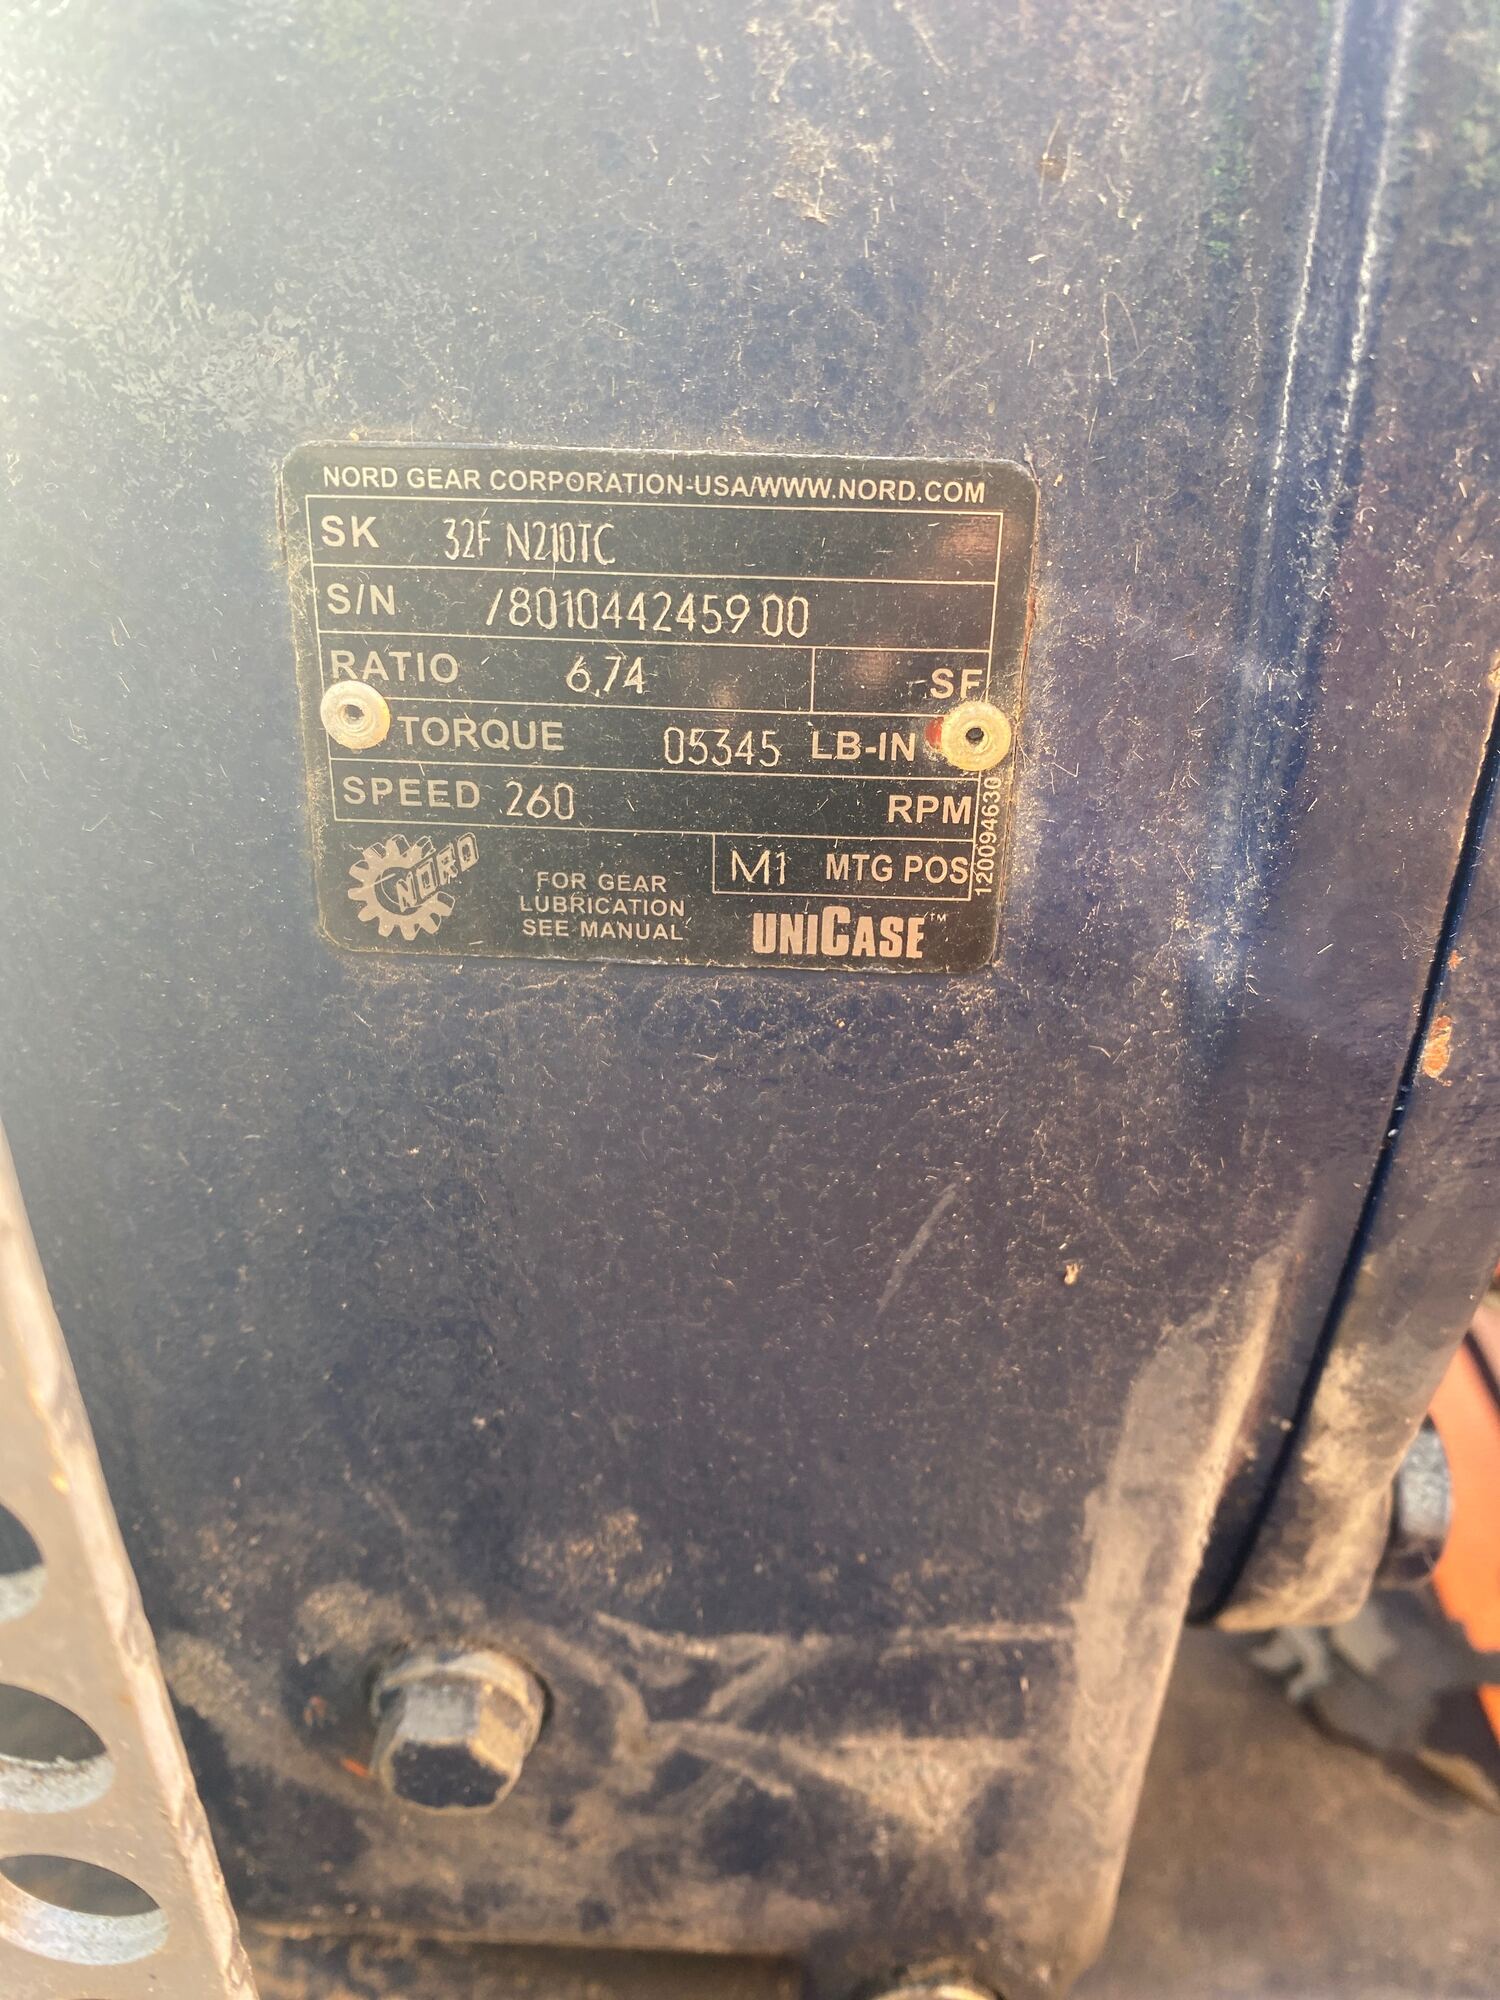 NORD GEAR CORPORATION-USA/WWW.NORD.COM
SK 32F N210TC
S/N /8010442459 00
RATIO 6,74 SF
TORQUE 05345 LB-IN
SPEED 260 RPM
120094630
M1 MTG POS
NORD
FOR GEAR
LUBRICATION
SEE MANUAL
UNICASE™